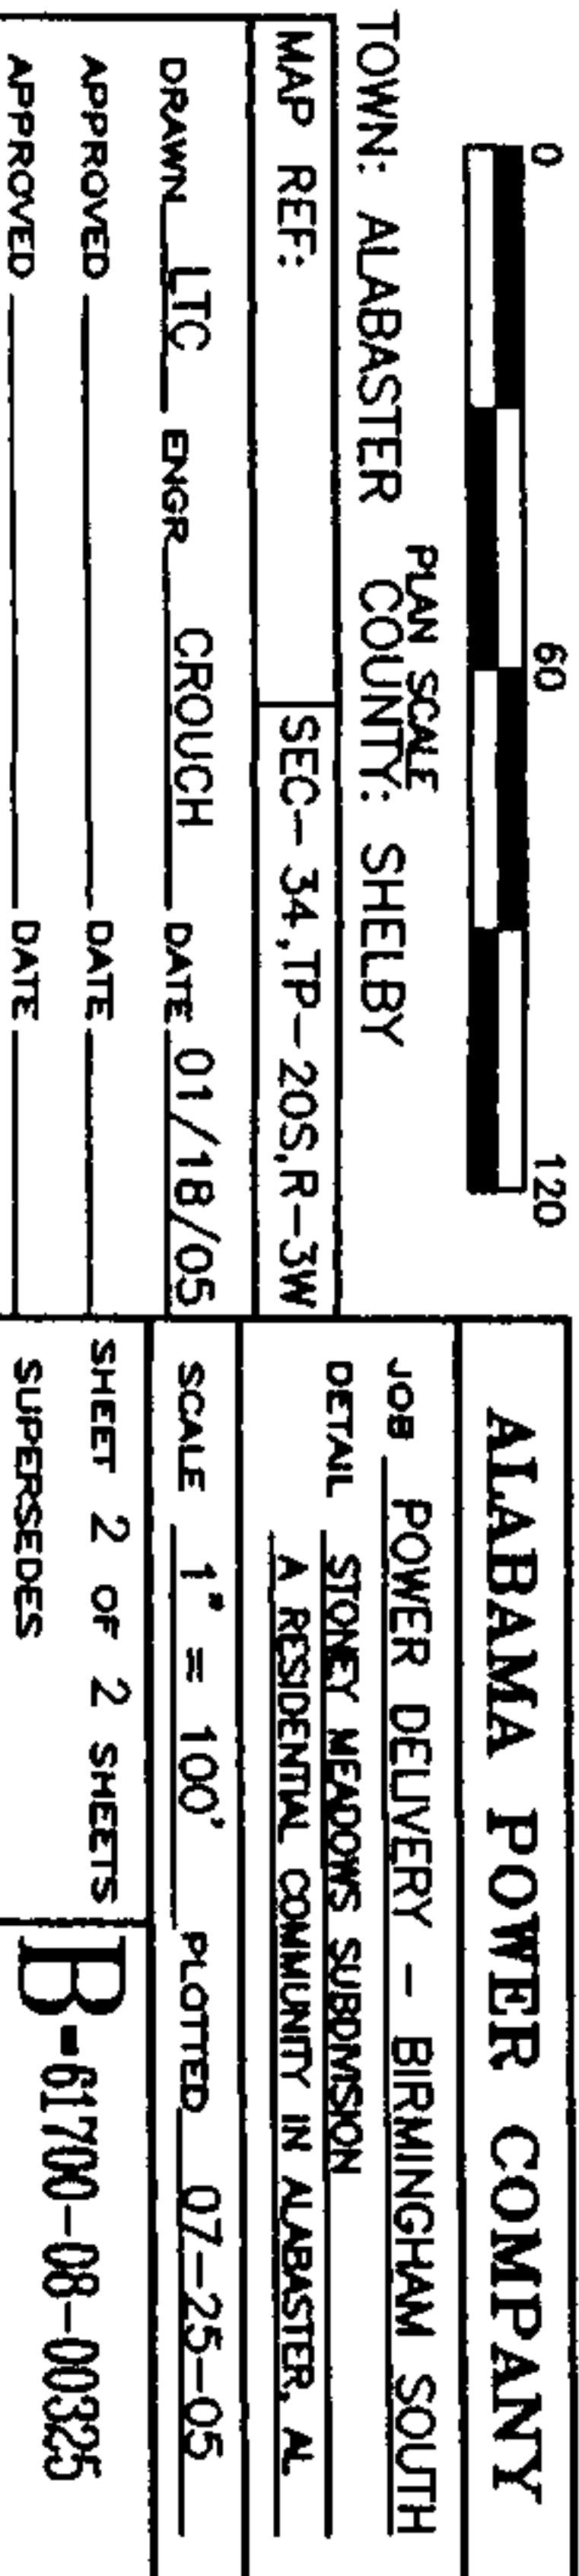 0 60 120
PLAN SCALE
TOWN: ALABASTER COUNTY: SHELBY
MAP REF:
SEC-34,TP-20S,R-3W
DRAWN LTC ENGR CROUCH DATE 01/18/05
APPROVED DATE
APPROVED DATE
ALABAMA POWER COMPANY
JOB POWER DELIVERY - BIRMINGHAM SOUTH
DETAIL STONEY MEADOWS SUBDIVISION
A RESIDENTIAL COMMUNITY IN ALABASTER, AL
SCALE 1" = 100' PLOTTED 07-25-05
SHEET 2 OF 2 SHEETS
SUPERSEDES
B-61700-08-00325